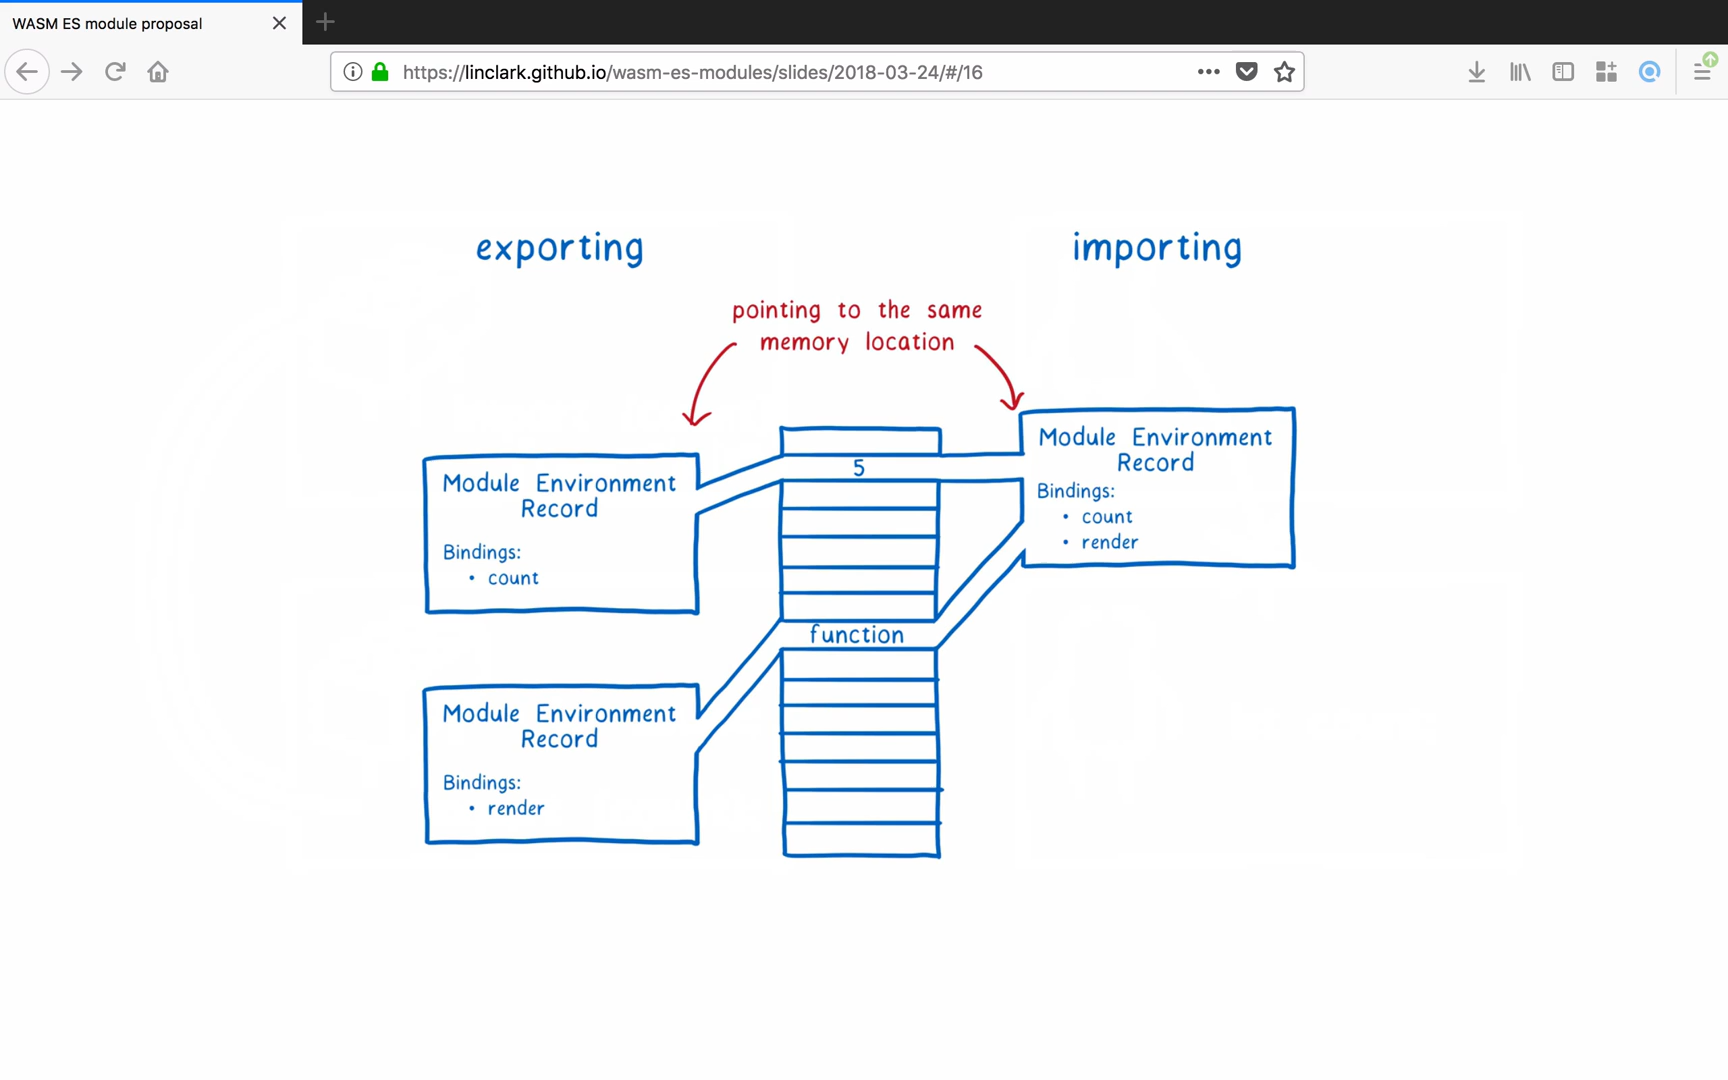 WASM ES module proposal
https://linclark.github.io/wasm-es-modules/slides/2018-03-24/#/16
exporting
importing
pointing to the same
memory location
Module Environment
Record
Bindings:
• count
5
Module Environment
Record
Bindings:
• count
• render
function
Module Environment
Record
Bindings:
• render